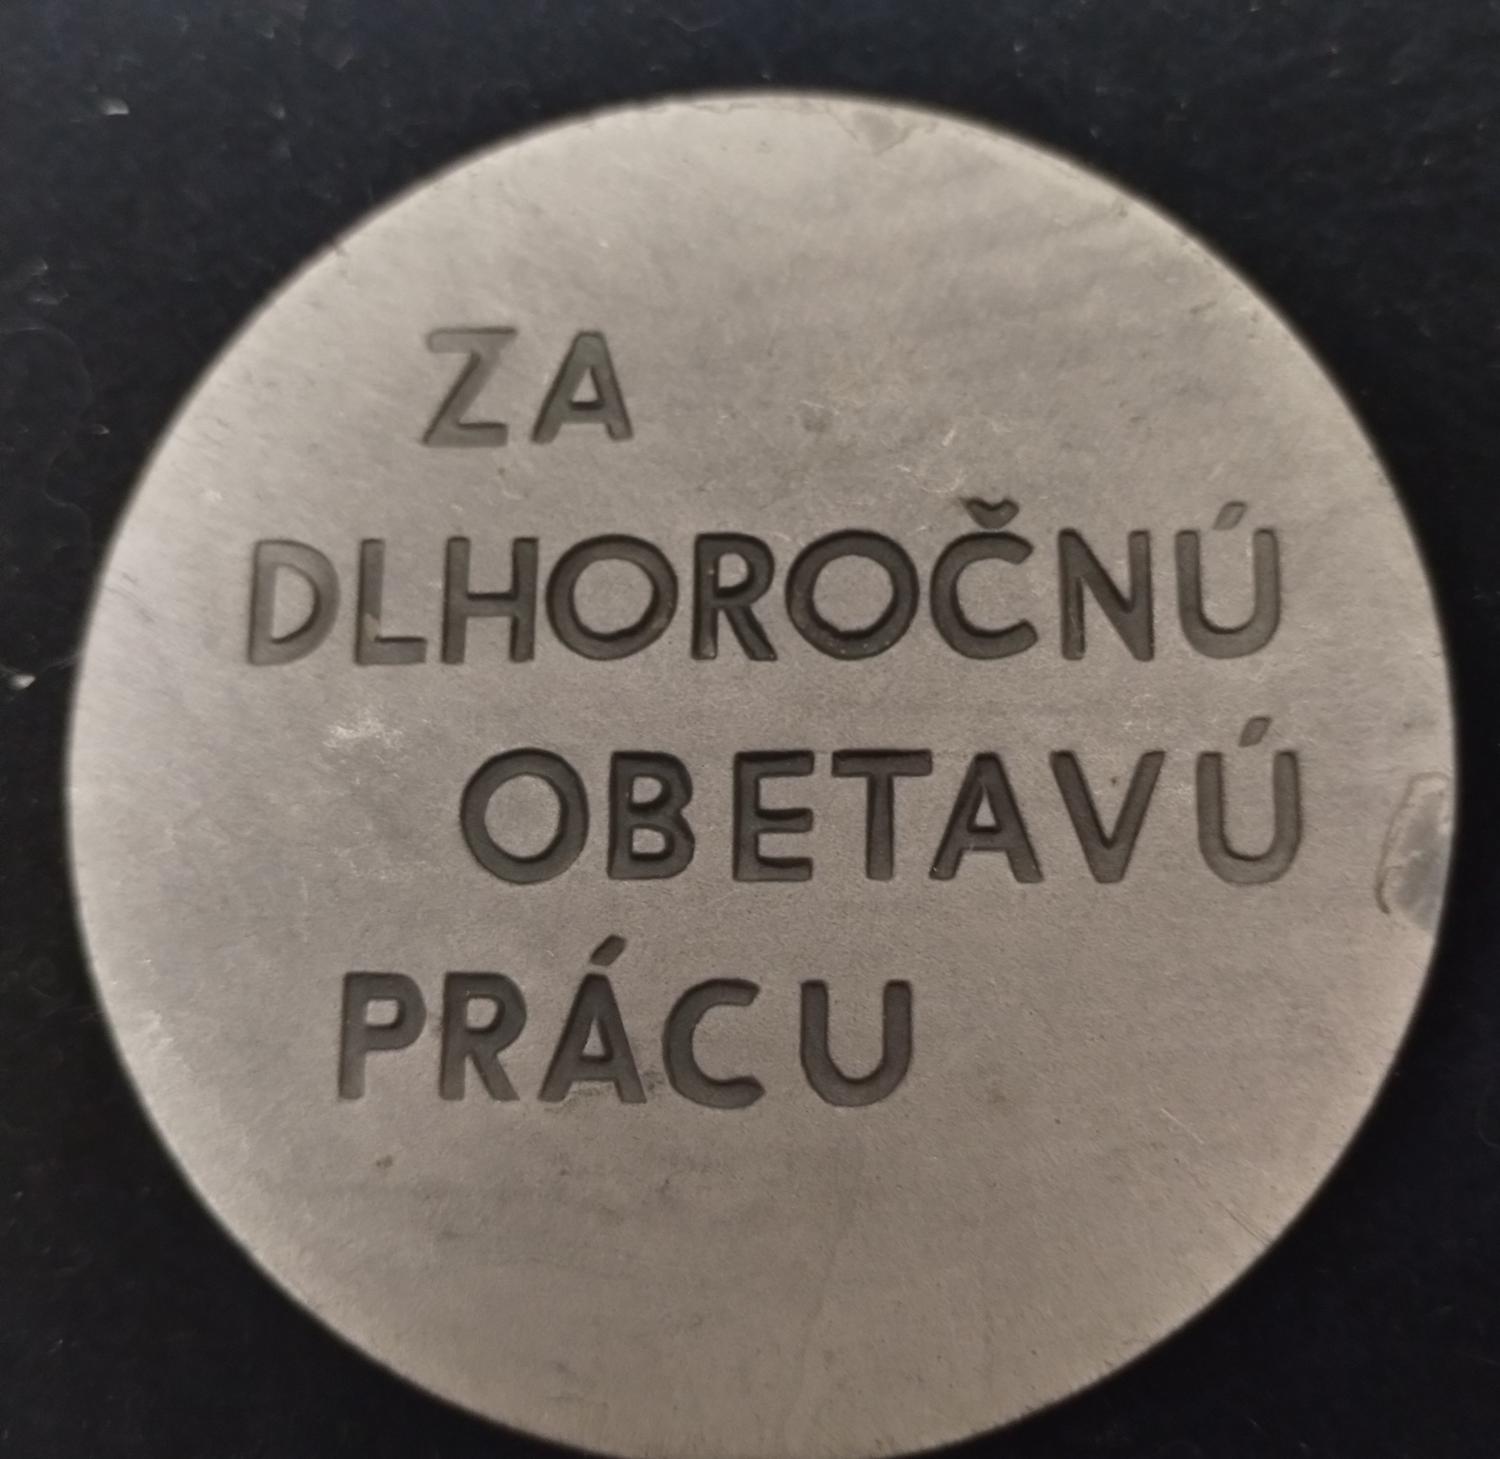 ZA
DLHOROČNÚ
OBETAVÚ
PRÁCU